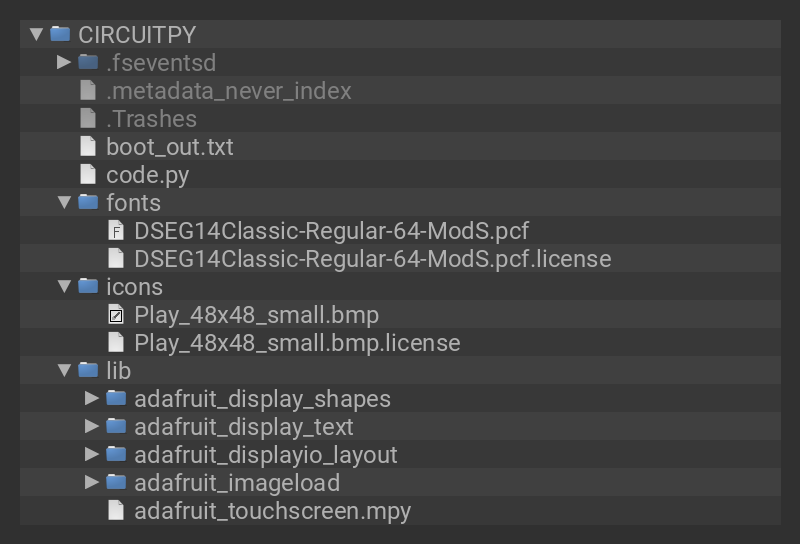 CIRCUITPY
.fseventsd
.metadata_never_index
.Trashes
boot_out.txt
code.py
fonts
DSEG14Classic-Regular-64-ModS.pcf
DSEG14Classic-Regular-64-ModS.pcf.license
icons
Play_48x48_small.bmp
Play_48x48_small.bmp.license
lib
adafruit_display_shapes
adafruit_display_text
adafruit_displayio_layout
adafruit_imageload
adafruit_touchscreen.mpy